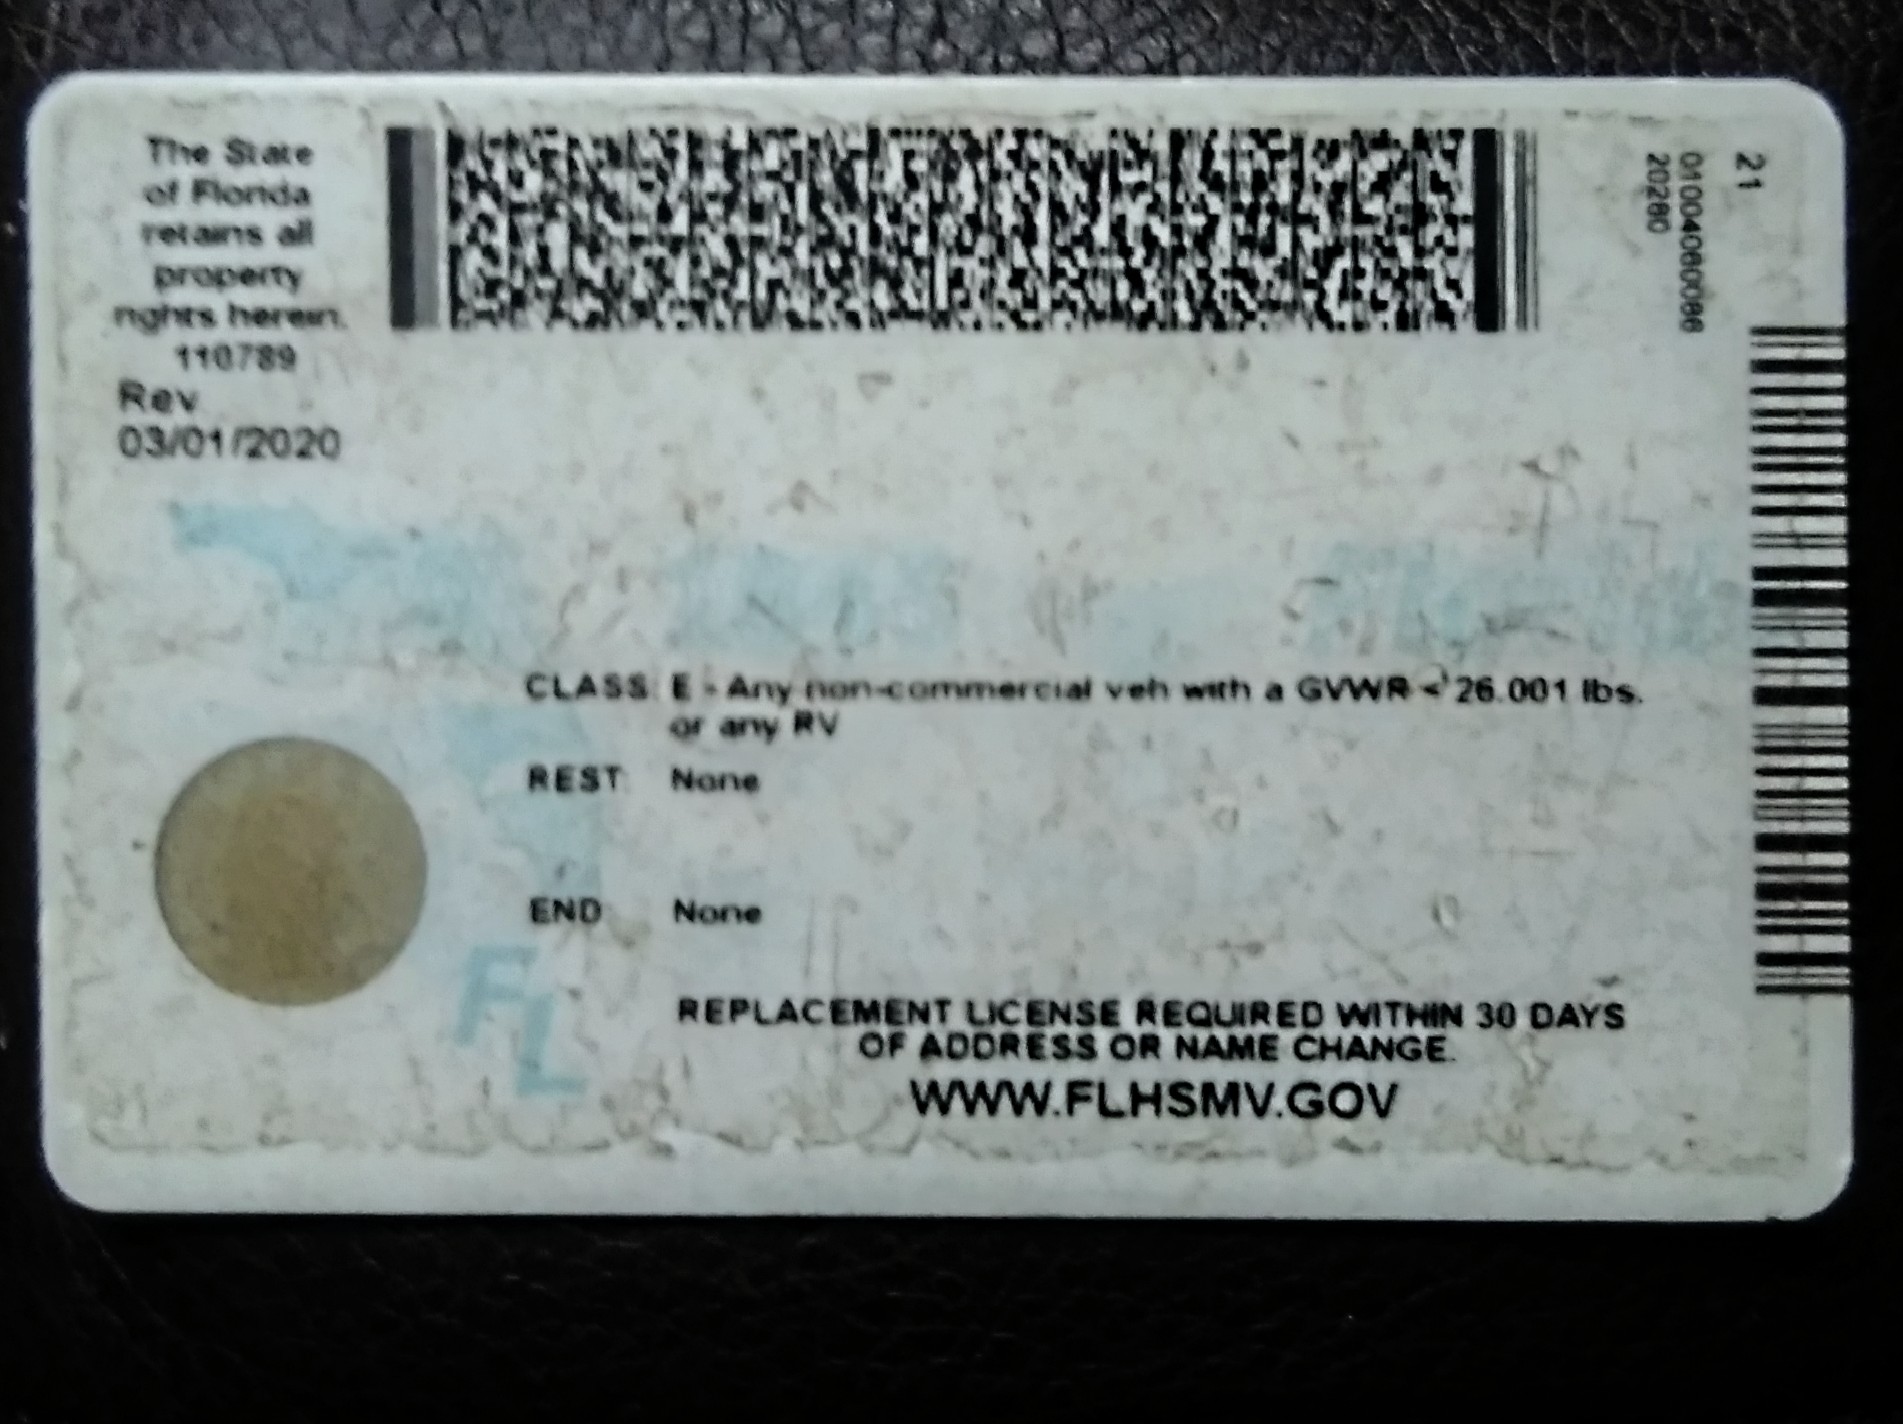 The State
of Florida
retains all
property
rights herein.
110789
Rev
03/01/2020
21
01004060086
20280
CLASS: E - Any non-commercial veh with a GVWR < 26,001 lbs.
or any RV
REST: None
END: None
FL
REPLACEMENT LICENSE REQUIRED WITHIN 30 DAYS
OF ADDRESS OR NAME CHANGE.
WWW.FLHSMV.GOV